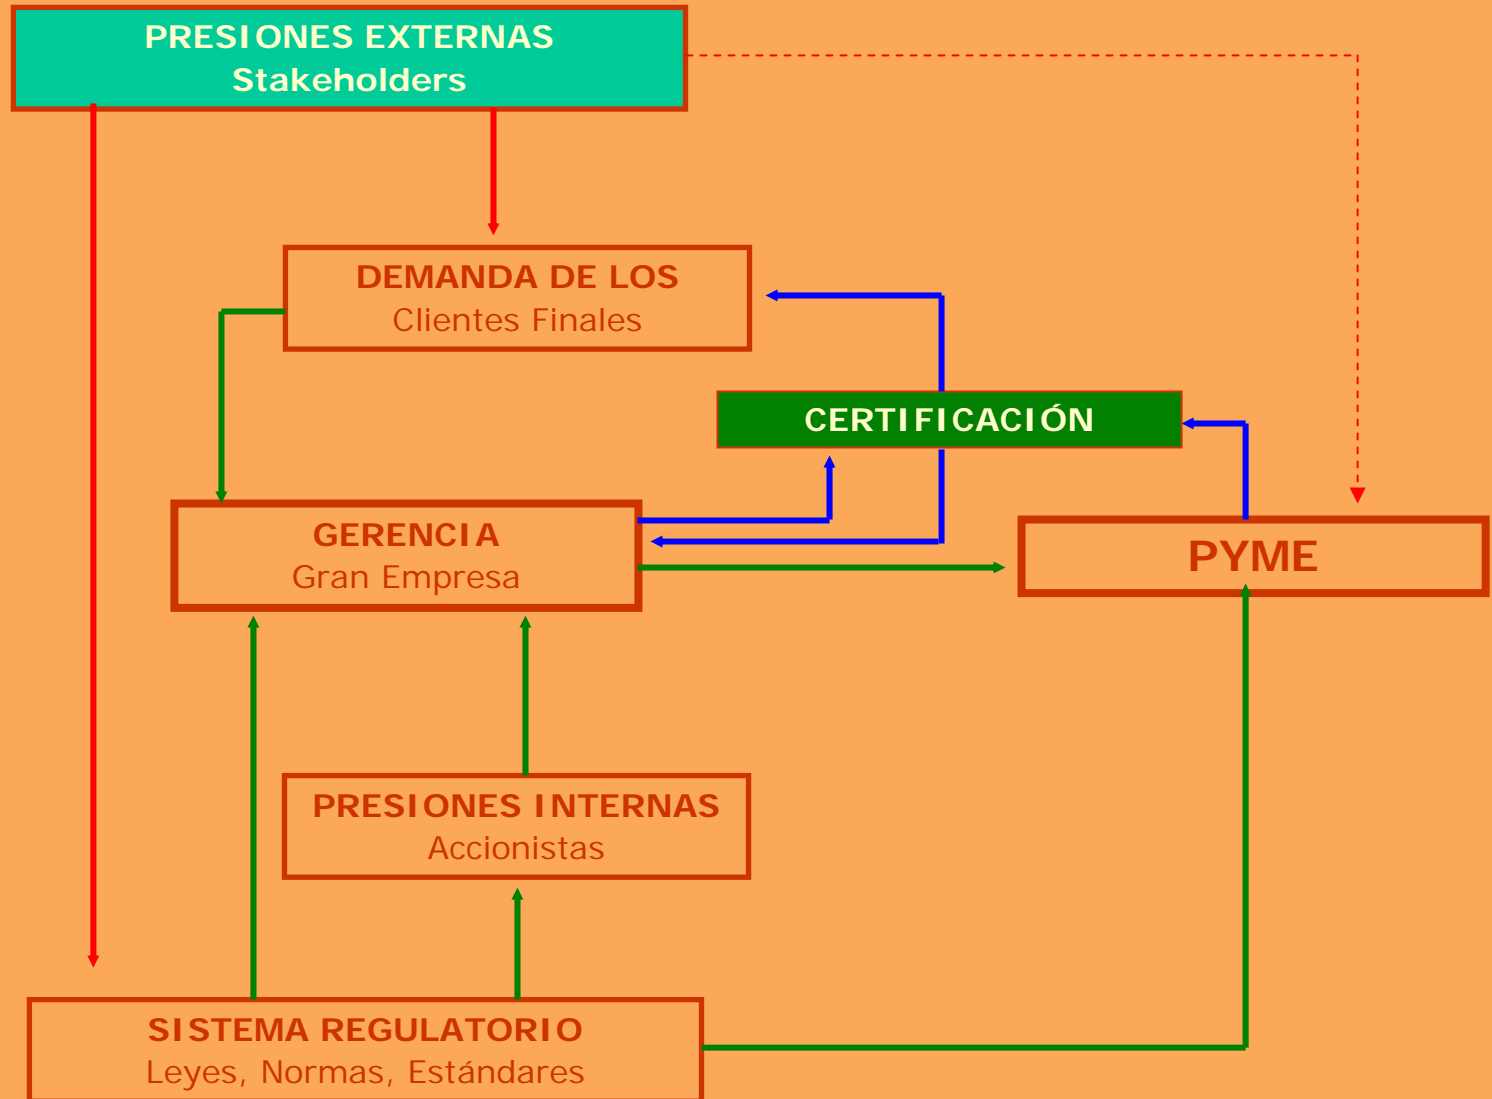 PRESIONES EXTERNAS
Stakeholders
DEMANDA DE LOS
Clientes Finales
CERTIFICACIÓN
GERENCIA
Gran Empresa
PYME
PRESIONES INTERNAS
Accionistas
SISTEMA REGULATORIO
Leyes, Normas, Estándares